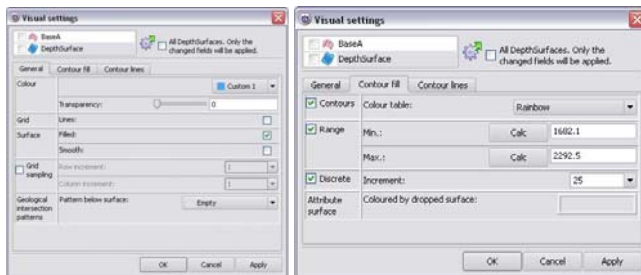 Visual settings
BaseA
DepthSurface
All DepthSurfaces. Only the
changed fields will be applied.
General Contour fill Contour lines
Colour Custom 1
Transparency: 0
Grid Lines:
Surface Filled:
Smooth:
Grid sampling Row increment: 1
Column increment: 1
Geological intersection patterns Pattern below surface: Empty
OK Cancel Apply
Visual settings
BaseA
DepthSurface
All DepthSurfaces. Only the
changed fields will be applied.
General Contour fill Contour lines
Contours Colour table: Rainbow
Range Min.: Calc 1682.1
Max.: Calc 2292.5
Discrete Increment: 25
Attribute surface Coloured by dropped surface:
OK Cancel Apply